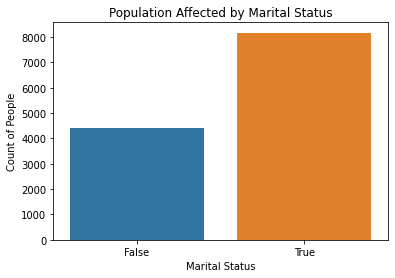 Population Affected by Marital Status
Count of People
8000
7000
6000
5000
4000
3000
2000
1000
0
False
True
Marital Status